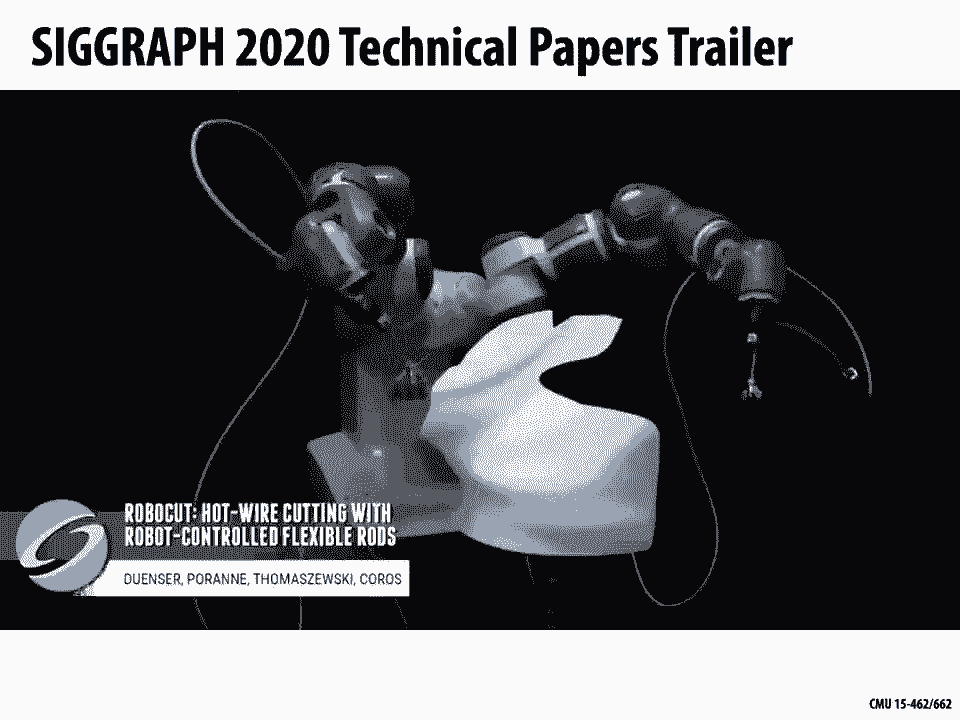 SIGGRAPH 2020 Technical Papers Trailer
ROBOCUT: HOT-WIRE CUTTING WITH
ROBOT-CONTROLLED FLEXIBLE RODS
DUENSER, PORANNE, THOMASZEWSKI, COROS
CMU 15-462/662